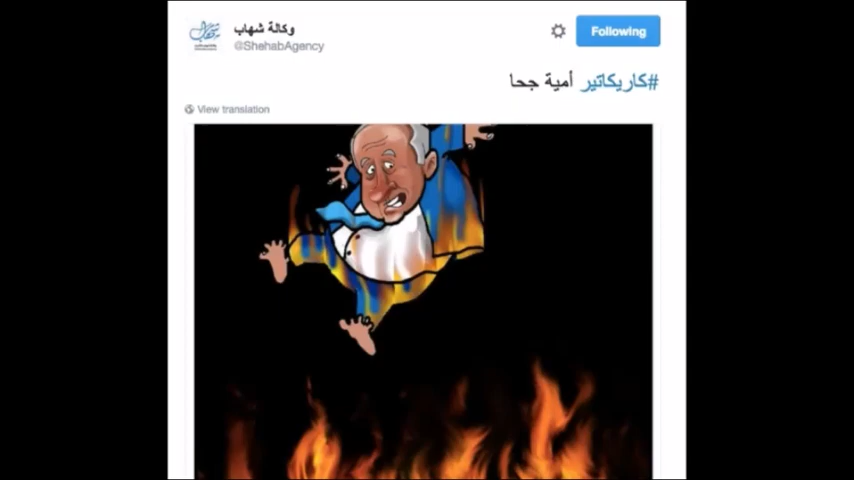 وكالة شهاب
@ShehabAgency
Following
#كاريكاتير أمية جحا
View translation